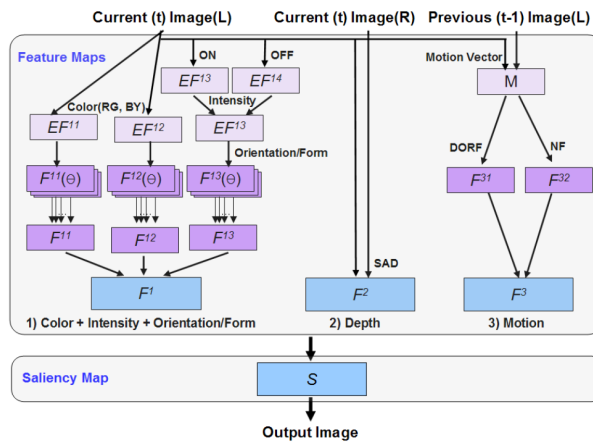 Current (t) Image(L)
Current (t) Image(R)
Previous (t-1) Image(L)
Feature Maps
ON
OFF
Motion Vector
EF13
EF14
M
Color(RG, BY)
Intensity
EF11
EF12
EF13
DORF
NF
Orientation/Form
F11(Θ)
F12(Θ)
F13(Θ)
F31
F32
F11
F12
F13
SAD
F1
F2
F3
1) Color + Intensity + Orientation/Form
2) Depth
3) Motion
Saliency Map
S
Output Image